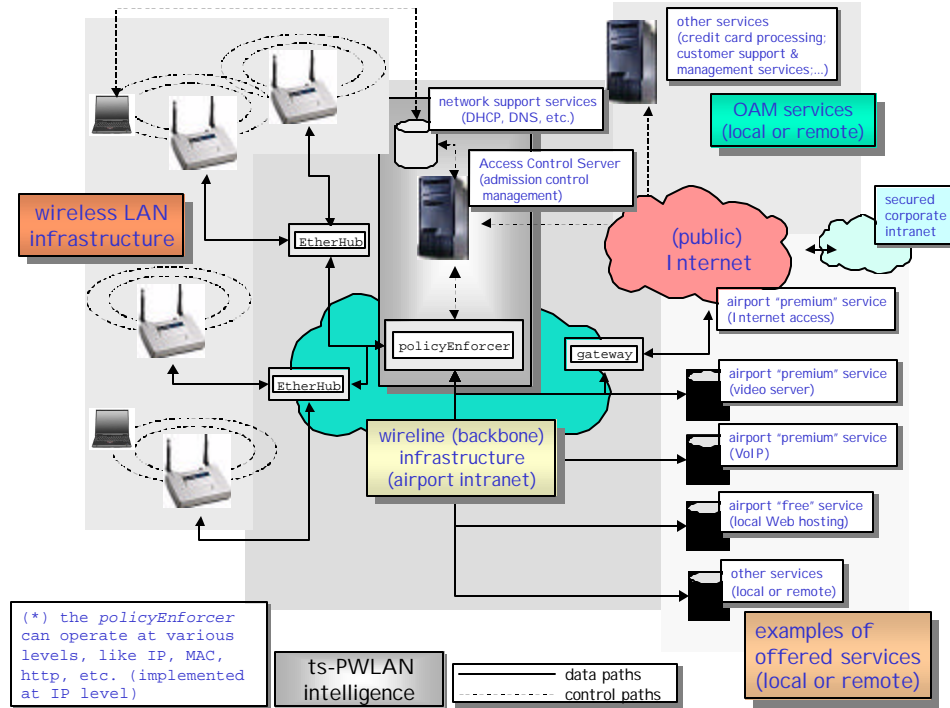 other services
(credit card processing;
customer support &
management services;...)
OAM services
(local or remote)
network support services
(DHCP, DNS, etc.)
Access Control Server
(admission control
management)
wireless LAN
infrastructure
EtherHub
(public)
Internet
secured
corporate
intranet
airport “premium” service
(Internet access)
policyEnforcer
gateway
EtherHub
airport “premium” service
(video server)
wireline (backbone)
infrastructure
(airport intranet)
airport “premium” service
(VoIP)
airport “free” service
(local Web hosting)
other services
(local or remote)
(*) the policyEnforcer
can operate at various
levels, like IP, MAC,
http, etc. (implemented
at IP level)
ts-PWLAN
intelligence
data paths
control paths
examples of
offered services
(local or remote)